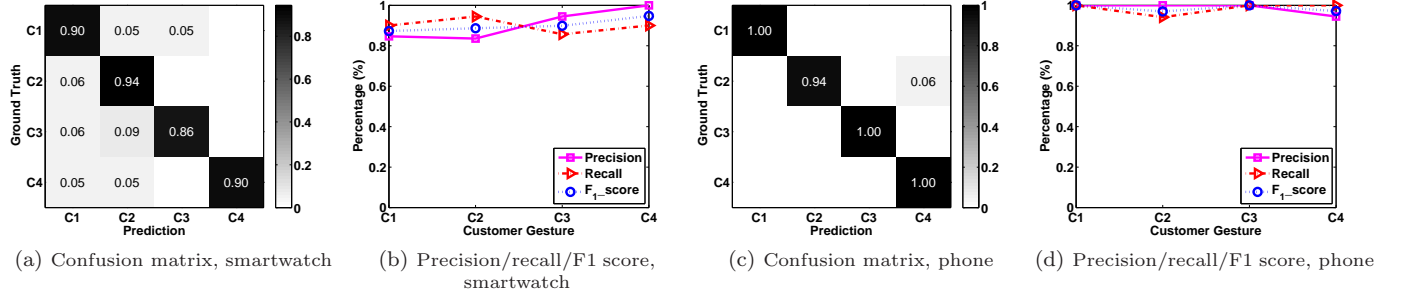 Ground Truth
C1
C2
C3
C4
0.90 0.05 0.05
0.06 0.94
0.06 0.09 0.86
0.05 0.05 0.90
C1 C2 C3 C4
Prediction
0.8
0.6
0.4
0.2
0
(a) Confusion matrix, smartwatch
Percentage (%)
1
0.8
0.6
0.4
0.2
0
Precision
Recall
F1_score
C1 C2 C3 C4
Customer Gesture
(b) Precision/recall/F1 score,
smartwatch
Ground Truth
C1
C2
C3
C4
1.00
0.94 0.06
1.00
1.00
C1 C2 C3 C4
Prediction
1
0.8
0.6
0.4
0.2
0
(c) Confusion matrix, phone
Percentage (%)
1
0.8
0.6
0.4
0.2
0
Precision
Recall
F1_score
C1 C2 C3 C4
Customer Gesture
(d) Precision/recall/F1 score, phone